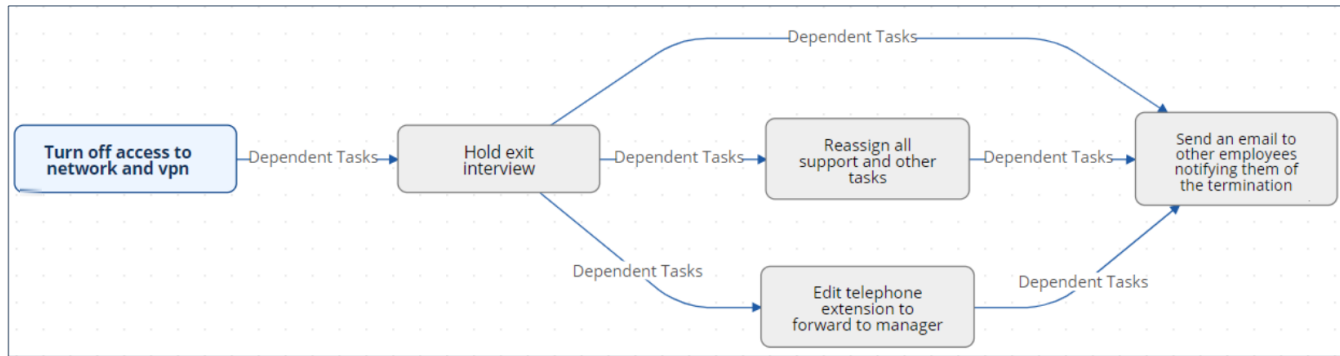 Dependent Tasks
Turn off access to
network and vpn
Dependent Tasks
Hold exit
interview
Dependent Tasks
Reassign all
support and other
tasks
Dependent Tasks
Send an email to
other employees
notifying them of
the termination
Dependent Tasks
Edit telephone
extension to
forward to manager
Dependent Tasks